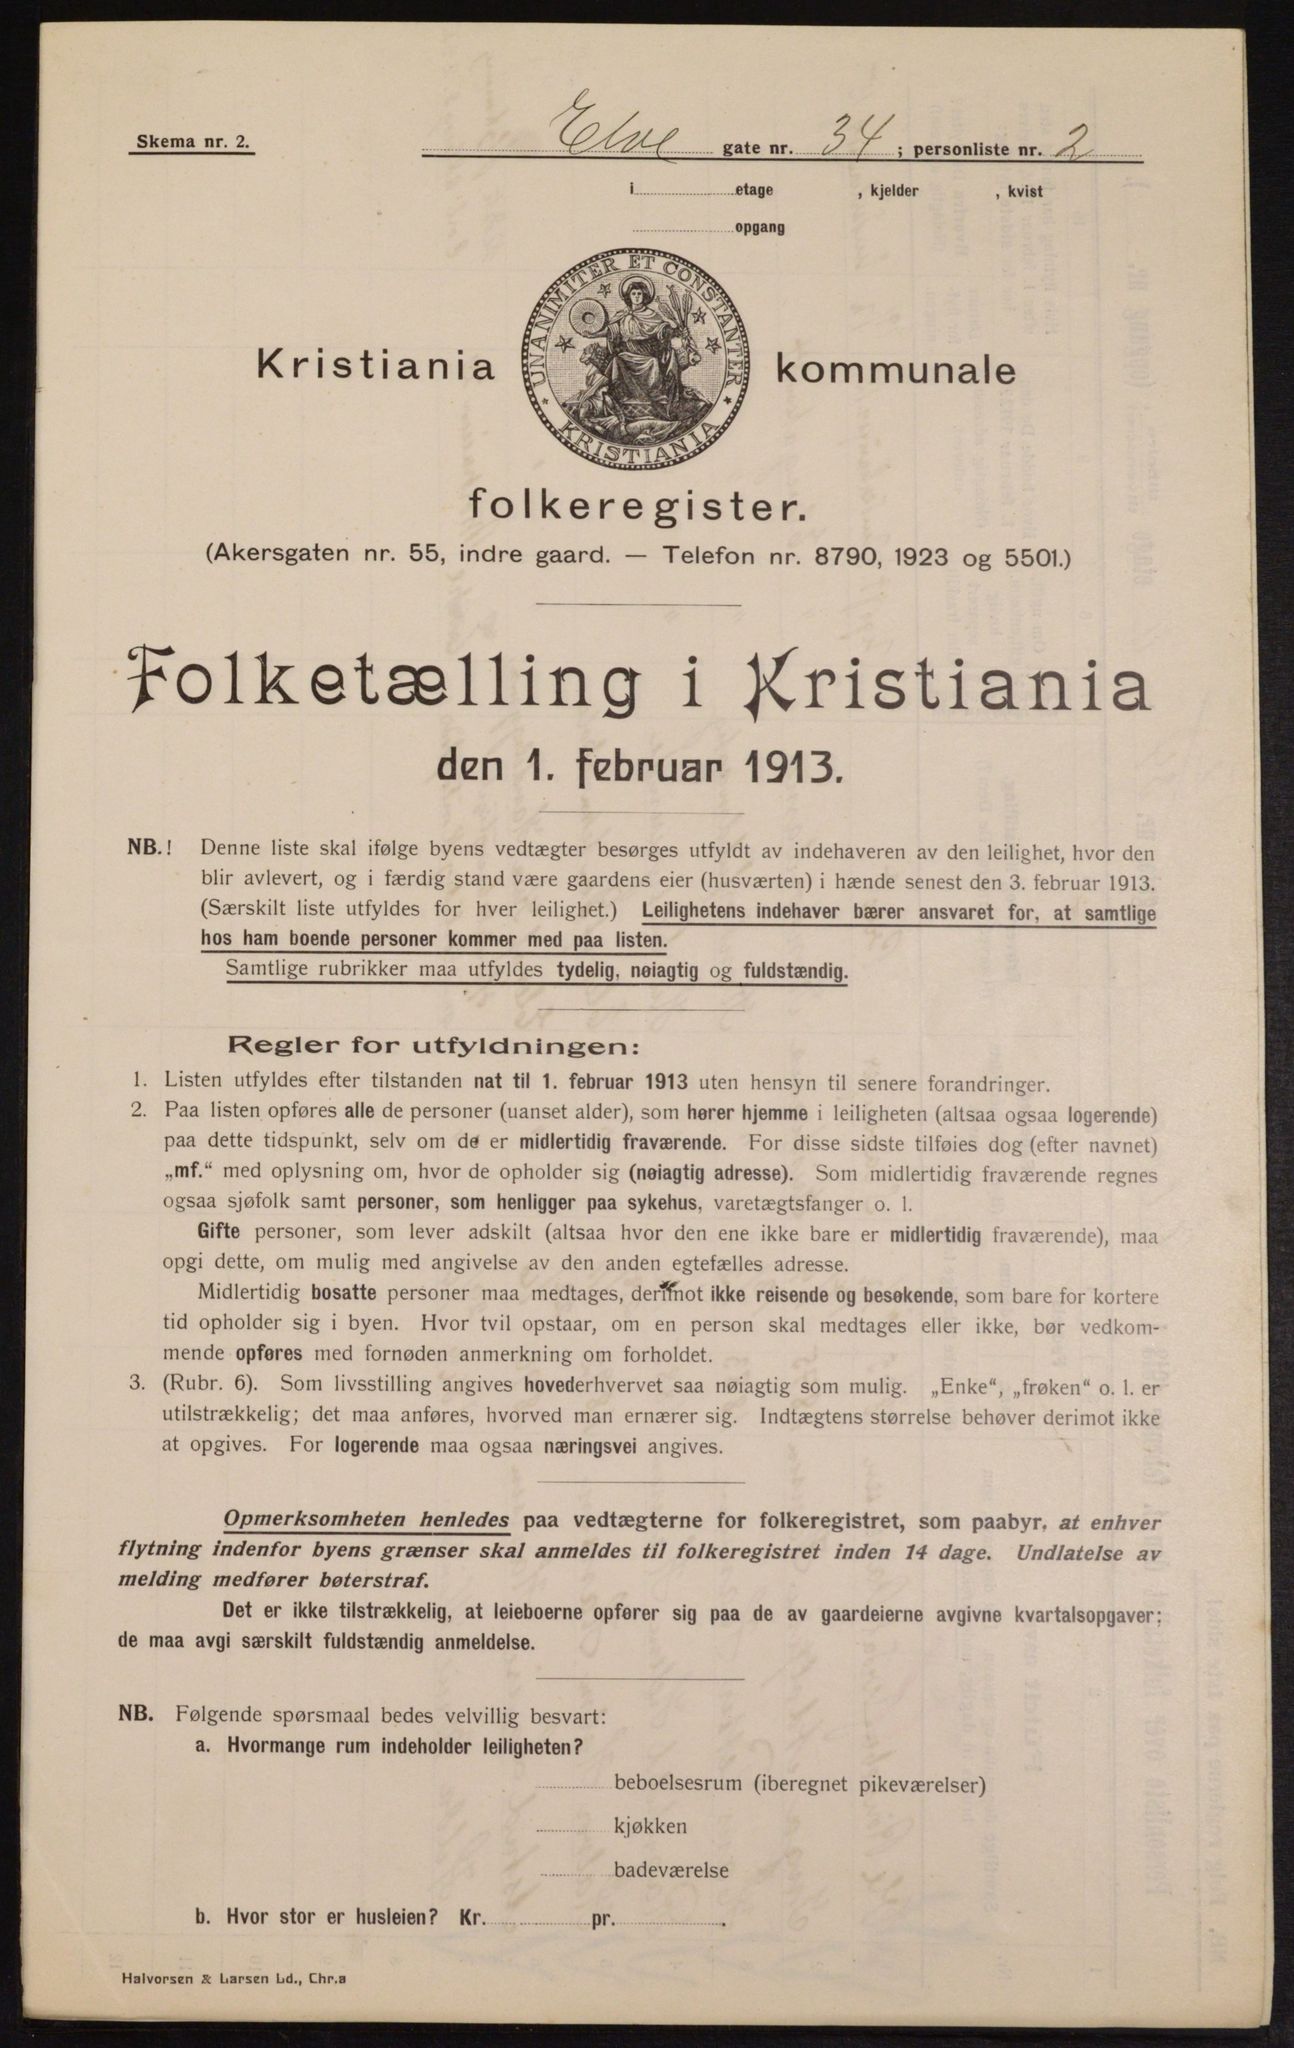 Skema nr. 2.
Elve gate nr. 34 ; personliste nr. 2
i etage , kjelder , kvist
opgang
UNANIMITER ET CONSTANTER
KRISTIANIA
Kristiania kommunale
folkeregister.
(Akersgaten nr. 55, indre gaard. — Telefon nr. 8790, 1923 og 5501.)
Folketælling i Kristiania
den 1. februar 1913.
NB.! Denne liste skal ifølge byens vedtægter besørges utfyldt av indehaveren av den leilighet, hvor den
blir avlevert, og i færdig stand være gaardens eier (husværten) i hænde senest den 3. februar 1913.
(Særskilt liste utfyldes for hver leilighet.) Leilighetens indehaver bærer ansvaret for, at samtlige
hos ham boende personer kommer med paa listen.
Samtlige rubrikker maa utfyldes tydelig, nøiagtig og fuldstændig.
Regler for utfyldningen:
1. Listen utfyldes efter tilstanden nat til 1. februar 1913 uten hensyn til senere forandringer.
2. Paa listen opføres alle de personer (uanset alder), som hører hjemme i leiligheten (altsaa ogsaa logerende)
paa dette tidspunkt, selv om de er midlertidig fraværende. For disse sidste tilføies dog (efter navnet)
„mf.“ med oplysning om, hvor de opholder sig (nøiagtig adresse). Som midlertidig fraværende regnes
ogsaa sjøfolk samt personer, som henligger paa sykehus, varetægtsfanger o. l.
Gifte personer, som lever adskilt (altsaa hvor den ene ikke bare er midlertidig fraværende), maa
opgi dette, om mulig med angivelse av den anden egtefælles adresse.
Midlertidig bosatte personer maa medtages, derimot ikke reisende og besøkende, som bare for kortere
tid opholder sig i byen. Hvor tvil opstaar, om en person skal medtages eller ikke, bør vedkom-
mende opføres med fornøden anmerkning om forholdet.
3. (Rubr. 6). Som livsstilling angives hovederhvervet saa nøiagtig som mulig. „Enke“, „frøken“ o. l. er
utilstrækkelig; det maa anføres, hvorved man ernærer sig. Indtægtens størrelse behøver derimot ikke
at opgives. For logerende maa ogsaa næringsvei angives.
Opmerksomheten henledes paa vedtægterne for folkeregistret, som paabyr, at enhver
flytning indenfor byens grænser skal anmeldes til folkeregistret inden 14 dage. Undlatelse av
melding medfører bøterstraf.
Det er ikke tilstrækkelig, at leieboerne opfører sig paa de av gaardeierne avgivne kvartalsopgaver;
de maa avgi særskilt fuldstændig anmeldelse.
NB. Følgende spørsmaal bedes velvillig besvart:
a. Hvormange rum indeholder leiligheten?
beboelsesrum (iberegnet pikeværelser)
kjøkken
badeværelse
b. Hvor stor er husleien? Kr. pr. .
Halvorsen & Larsen Ld., Chr.a